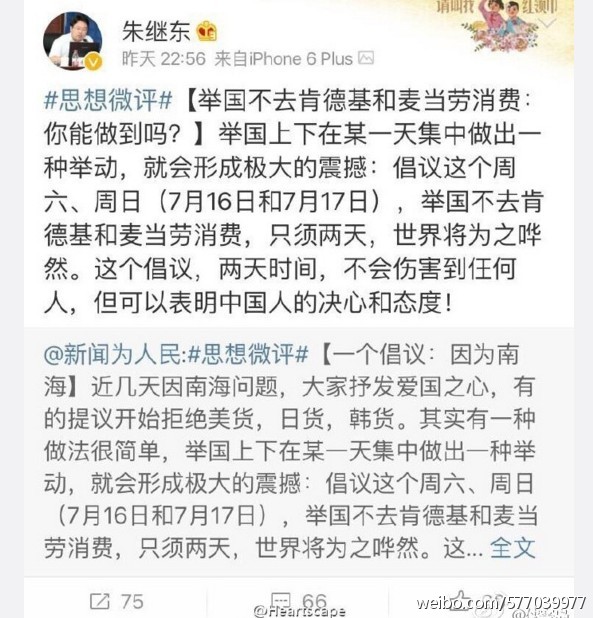 请叫我
红领巾
朱继东
昨天 22:56 来自iPhone 6 Plus
#思想微评#【举国不去肯德基和麦当劳消费：
你能做到吗？】举国上下在某一天集中做出一
种举动，就会形成极大的震撼：倡议这个周
六、周日（7月16日和7月17日），举国不去肯
德基和麦当劳消费，只须两天，世界将为之哗
然。这个倡议，两天时间，不会伤害到任何
人，但可以表明中国人的决心和态度！
@新闻为人民:#思想微评#【一个倡议：因为南
海】近几天因南海问题，大家抒发爱国之心，有
的提议开始拒绝美货，日货，韩货。其实有一种
做法很简单，举国上下在某一天集中做出一种举
动，就会形成极大的震撼：倡议这个周六、周日
（7月16日和7月17日），举国不去肯德基和麦当
劳消费，只须两天，世界将为之哗然。这... 全文
75
66
@Heartscape
weibo.com/577039977